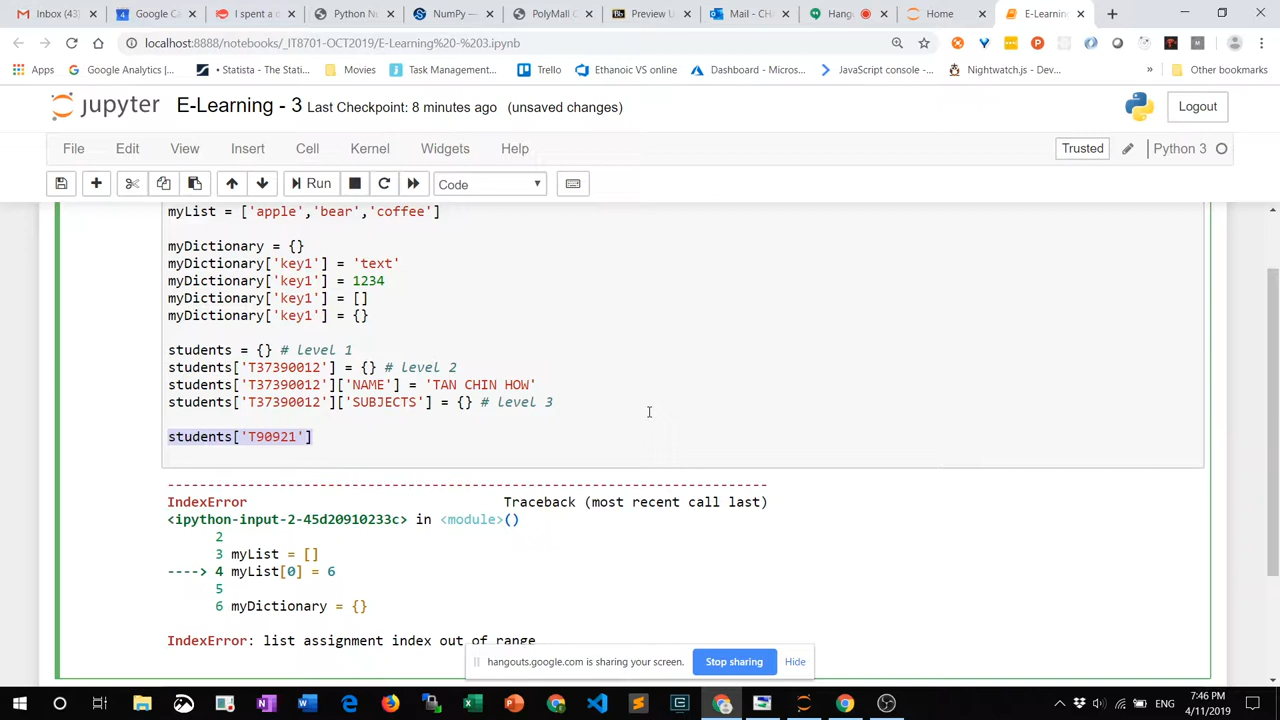 Inbox (43)
Google Ca
I spent a c
Python Nu
NumPy —
PolyMall C
Preview U
Mail - CHA
Hang
Home
E-Learning
localhost:8888/notebooks/_IT8701-OCT2019/E-Learning%20-%203.ipynb
Apps
Google Analytics |...
Statista - The Stati...
Movies
Task Management...
Trello
Ethanoic VS online
Dashboard - Micros...
JavaScript console -...
Nightwatch.js - Dev...
»
Other bookmarks
jupyter E-Learning - 3 Last Checkpoint: 8 minutes ago (unsaved changes)
Logout
File Edit View Insert Cell Kernel Widgets Help
Trusted
Python 3
Run
Code
myList = ['apple','bear','coffee']
myDictionary = {}
myDictionary['key1'] = 'text'
myDictionary['key1'] = 1234
myDictionary['key1'] = []
myDictionary['key1'] = {}
students = {} # level 1
students['T37390012'] = {} # level 2
students['T37390012']['NAME'] = 'TAN CHIN HOW'
students['T37390012']['SUBJECTS'] = {} # level 3
students['T90921']
---------------------------------------------------------------------------
IndexError Traceback (most recent call last)
<ipython-input-2-45d20910233c> in <module>()
2
3 myList = []
----> 4 myList[0] = 6
5
6 myDictionary = {}
IndexError: list assignment index out of range
hangouts.google.com is sharing your screen.
Stop sharing
Hide
ENG
7:46 PM
4/11/2019